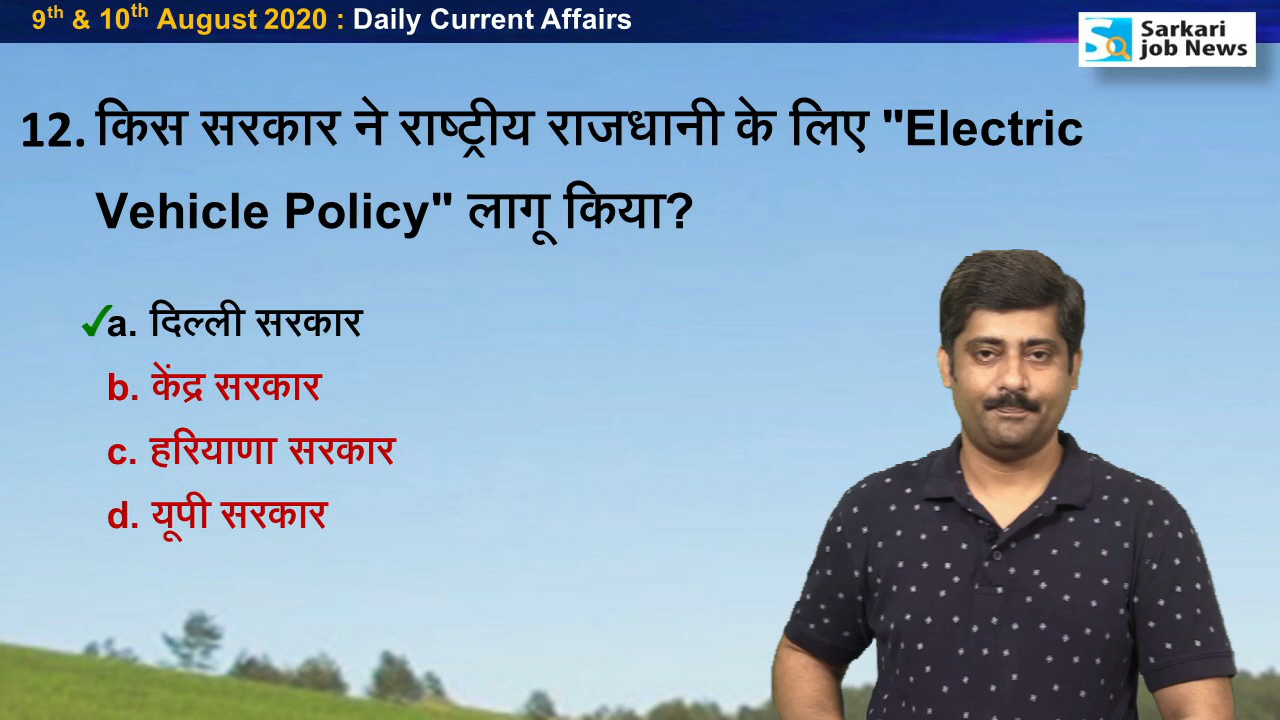 9th & 10th August 2020 : Daily Current Affairs
Sarkari
job News
12. किस सरकार ने राष्ट्रीय राजधानी के लिए "Electric
Vehicle Policy" लागू किया?
✓a. दिल्ली सरकार
b. केंद्र सरकार
c. हरियाणा सरकार
d. यूपी सरकार